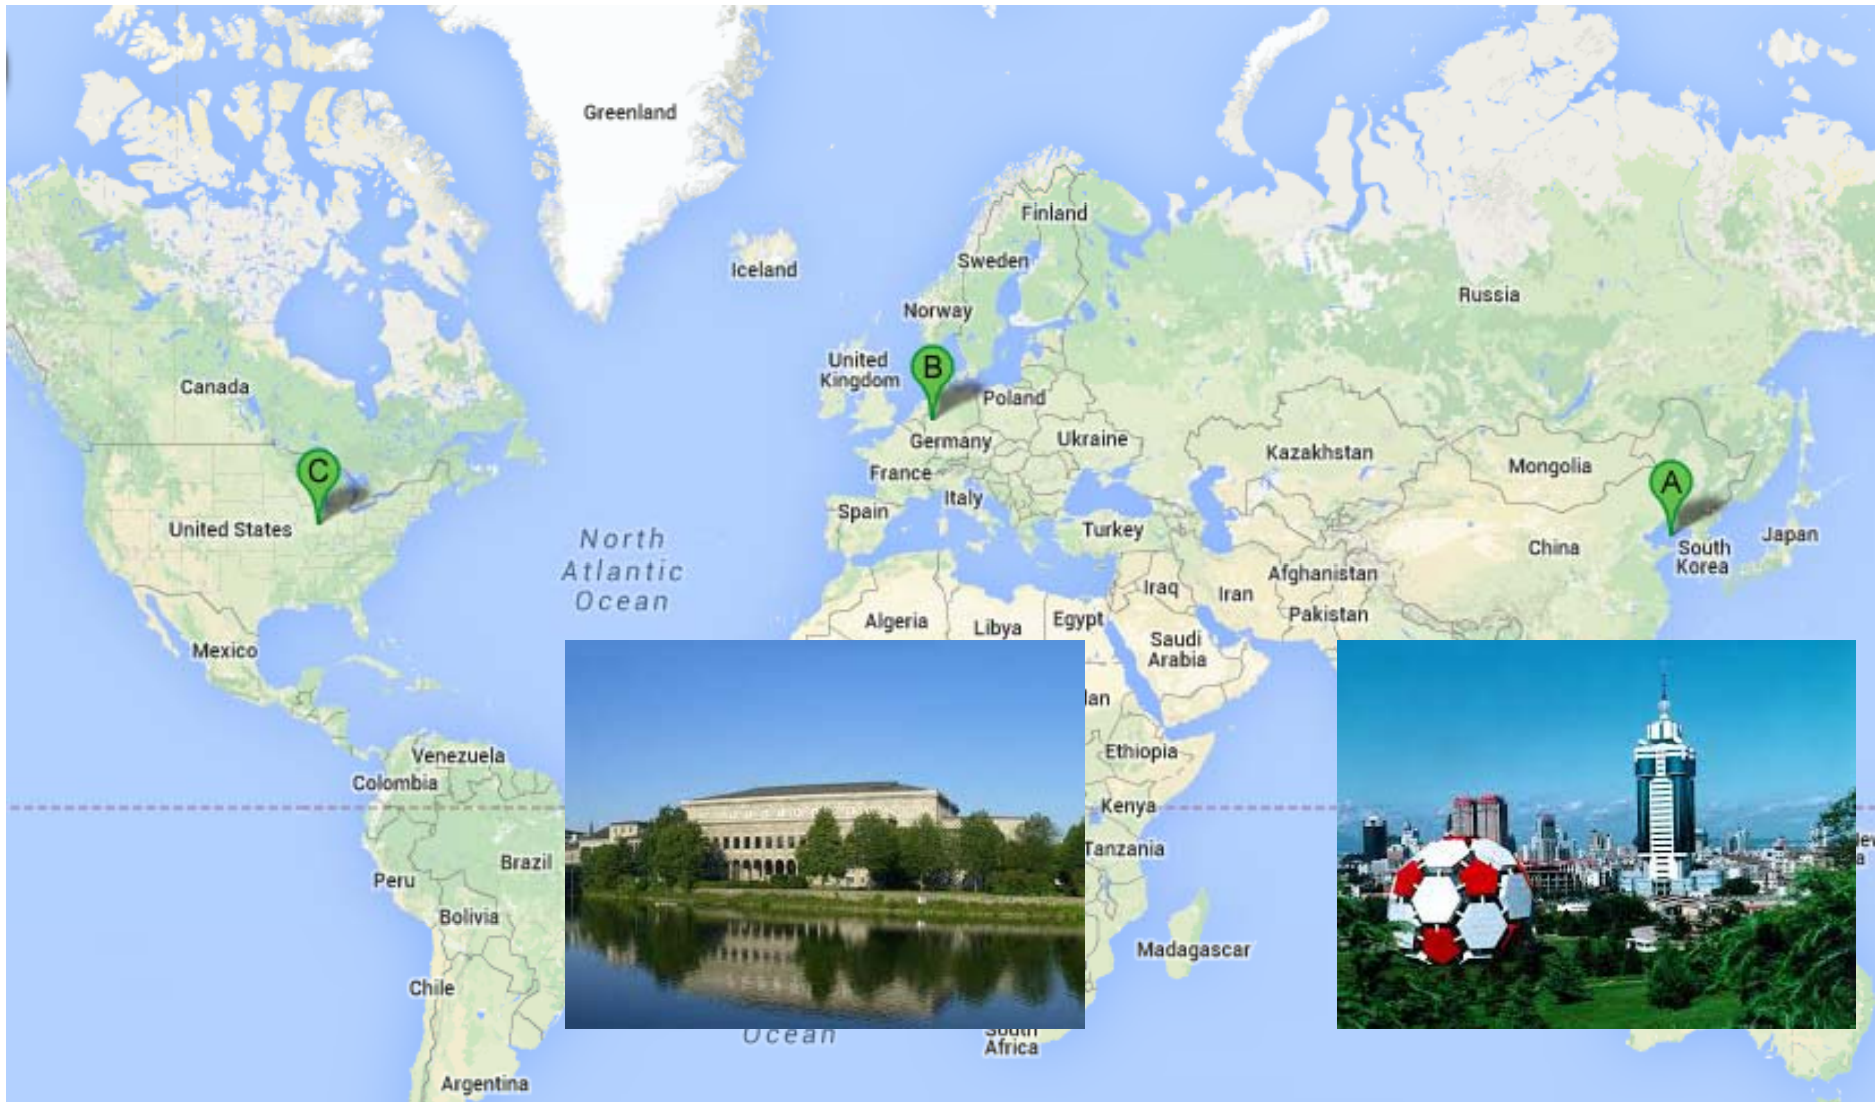 Greenland
Finland
Iceland
Sweden
Russia
Norway
United
Kingdom
B
Canada
Poland
Germany
Ukraine
Kazakhstan
Mongolia
C
France
A
Italy
Spain
United States
Turkey
Japan
North
Atlantic
Ocean
China
South
Korea
Afghanistan
Iraq
Iran
Pakistan
Algeria
Libya
Egypt
Saudi
Arabia
Mexico
Venezuela
Ethiopia
Colombia
Kenya
Tanzania
Brazil
Peru
Bolivia
Madagascar
Chile
Ocean
South
Africa
Argentina